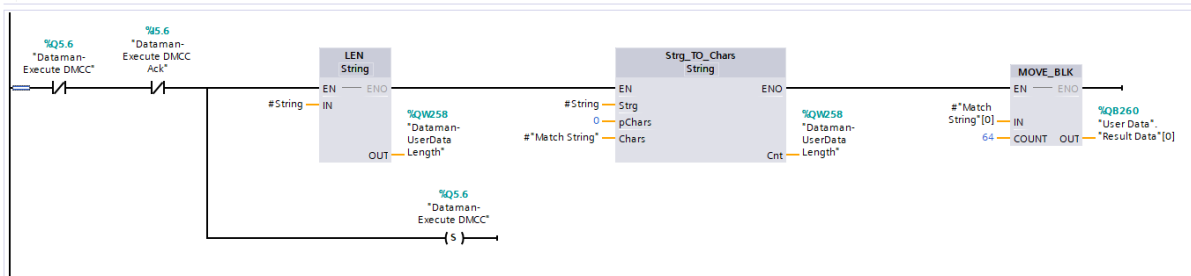 %Q5.6
"Dataman-
Execute DMCC"
%I5.6
"Dataman-
Execute DMCC
Ack"
LEN
String
EN
ENO
#String
IN
%QW258
"Dataman-
UserData
Length"
OUT
Strg_TO_Chars
String
EN
ENO
#String
Strg
0
pChars
#"Match String"
Chars
%QW258
"Dataman-
UserData
Length"
Cnt
MOVE_BLK
EN
ENO
#"Match
String"[0]
IN
64
COUNT
OUT
%QB260
"User Data".
"Result Data"[0]
%Q5.6
"Dataman-
Execute DMCC"
S